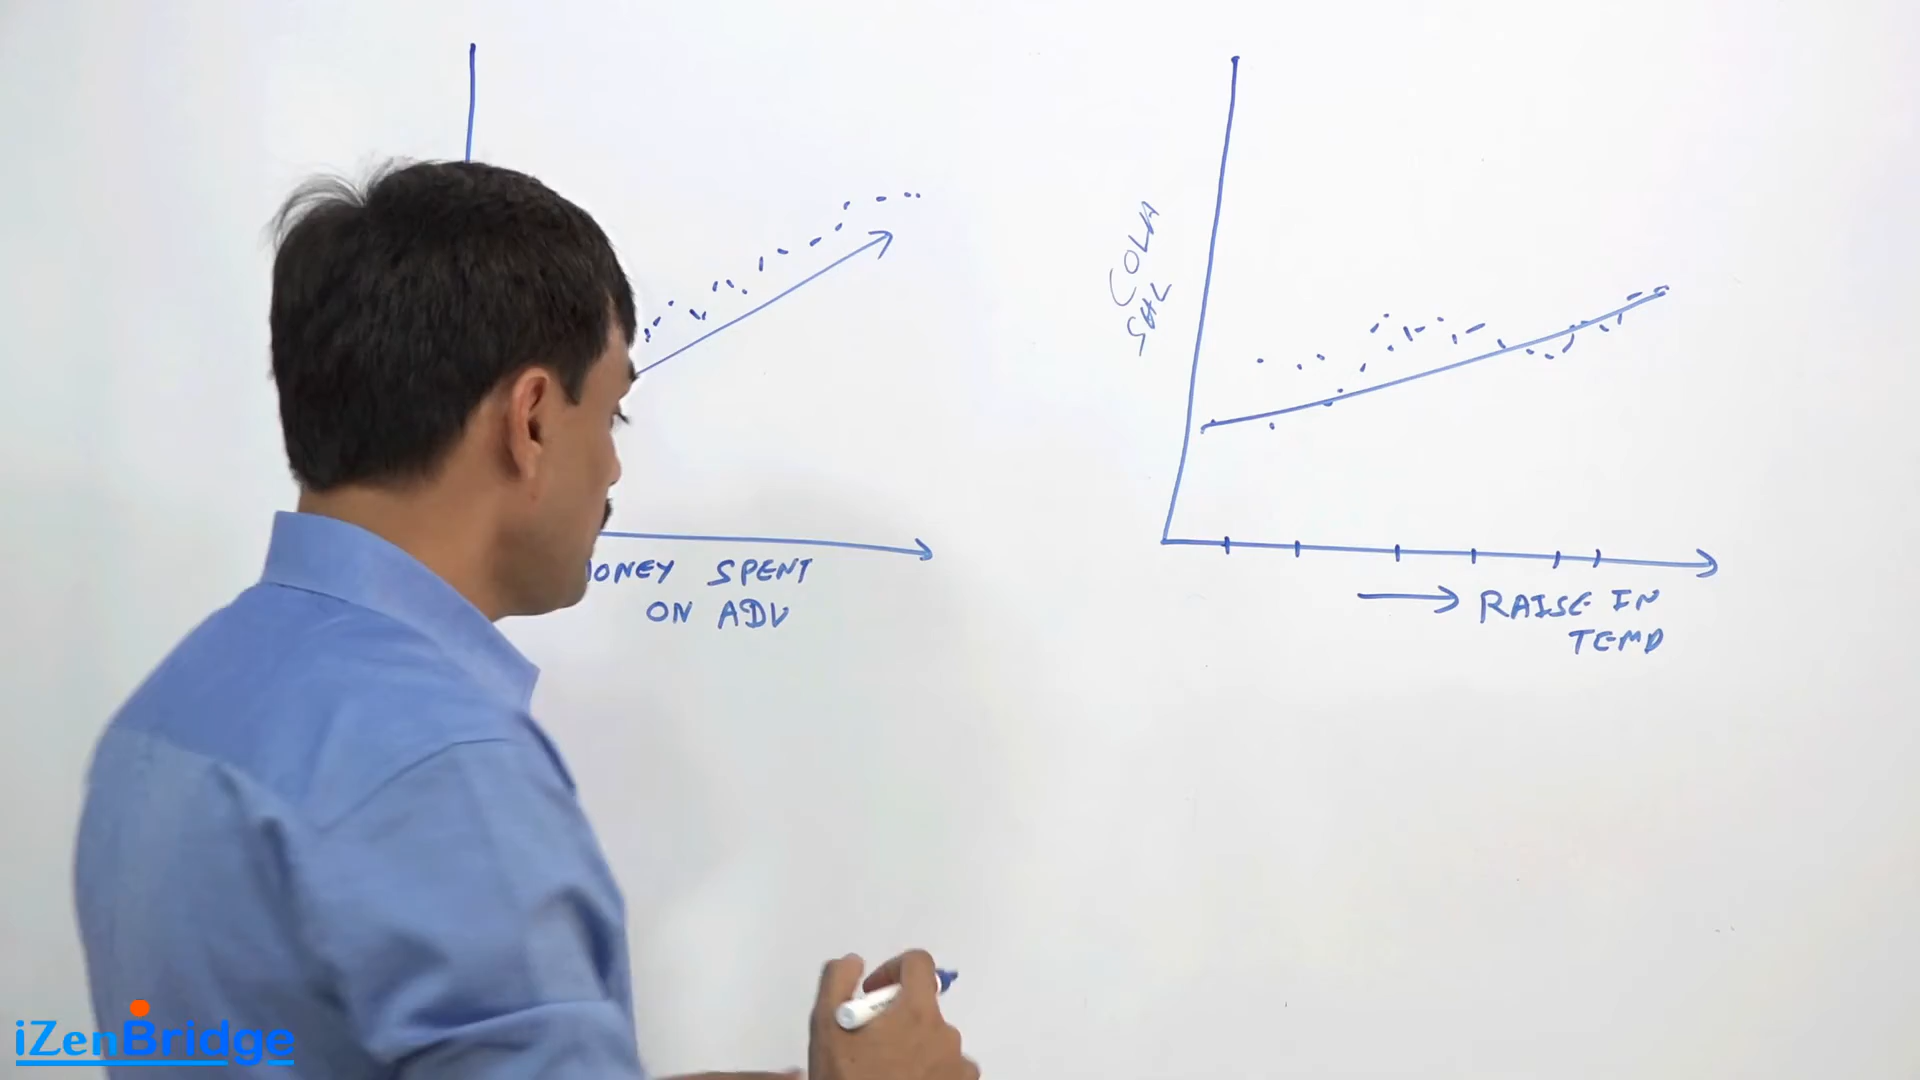 COLA
SAL
ONEY SPENT
ON ADV
RAISE IN
TEMP
iZenBridge